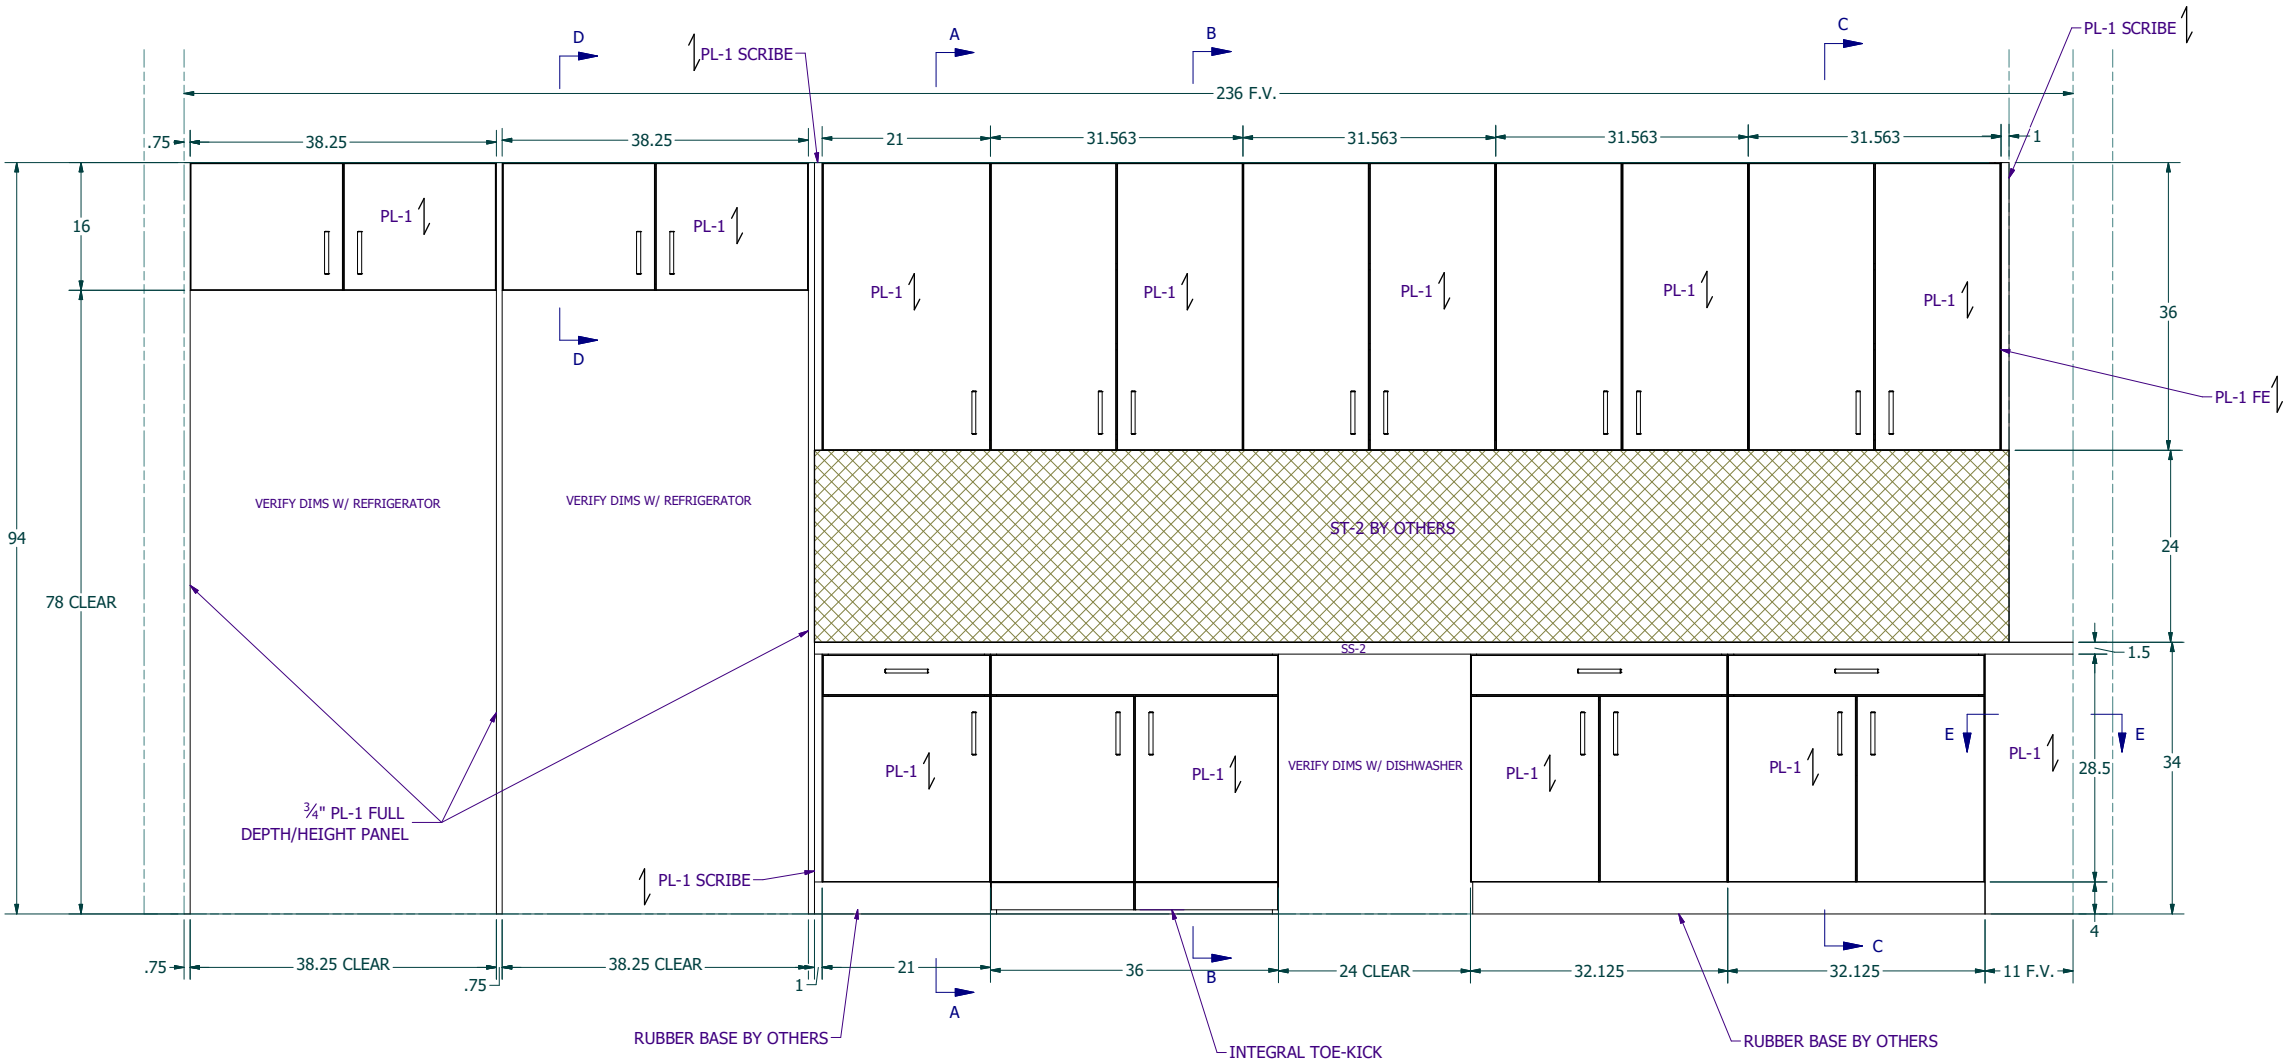 D
A
B
C
PL-1 SCRIBE
PL-1 SCRIBE
236 F.V.
.75
38.25
38.25
21
31.563
31.563
31.563
31.563
1
16
PL-1
PL-1
PL-1
PL-1
PL-1
PL-1
PL-1
36
D
PL-1 FE
VERIFY DIMS W/ REFRIGERATOR
VERIFY DIMS W/ REFRIGERATOR
ST-2 BY OTHERS
94
24
78 CLEAR
SS-2
1.5
E
E
PL-1
PL-1
PL-1
VERIFY DIMS W/ DISHWASHER
PL-1
PL-1
28.5
34
¾" PL-1 FULL
DEPTH/HEIGHT PANEL
PL-1 SCRIBE
4
C
.75
38.25 CLEAR
.75
38.25 CLEAR
1
21
36
B
24 CLEAR
32.125
32.125
11 F.V.
A
RUBBER BASE BY OTHERS
INTEGRAL TOE-KICK
RUBBER BASE BY OTHERS